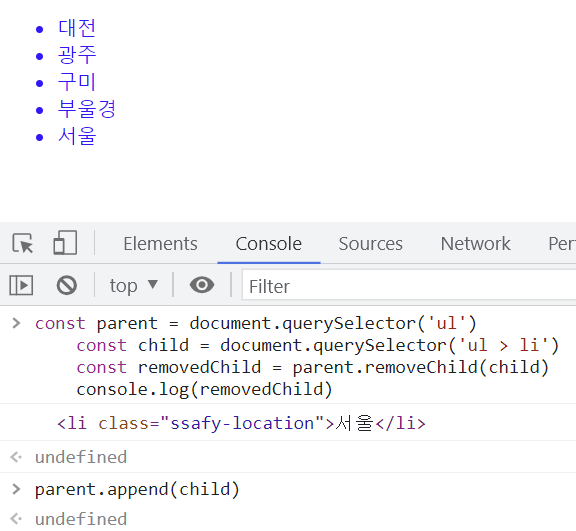 대전
광주
구미
부울경
서울
Elements Console Sources Network
top Filter
const parent = document.querySelector('ul')
const child = document.querySelector('ul > li')
const removedChild = parent.removeChild(child)
console.log(removedChild)
<li class="ssafy-location">서울</li>
undefined
parent.append(child)
undefined